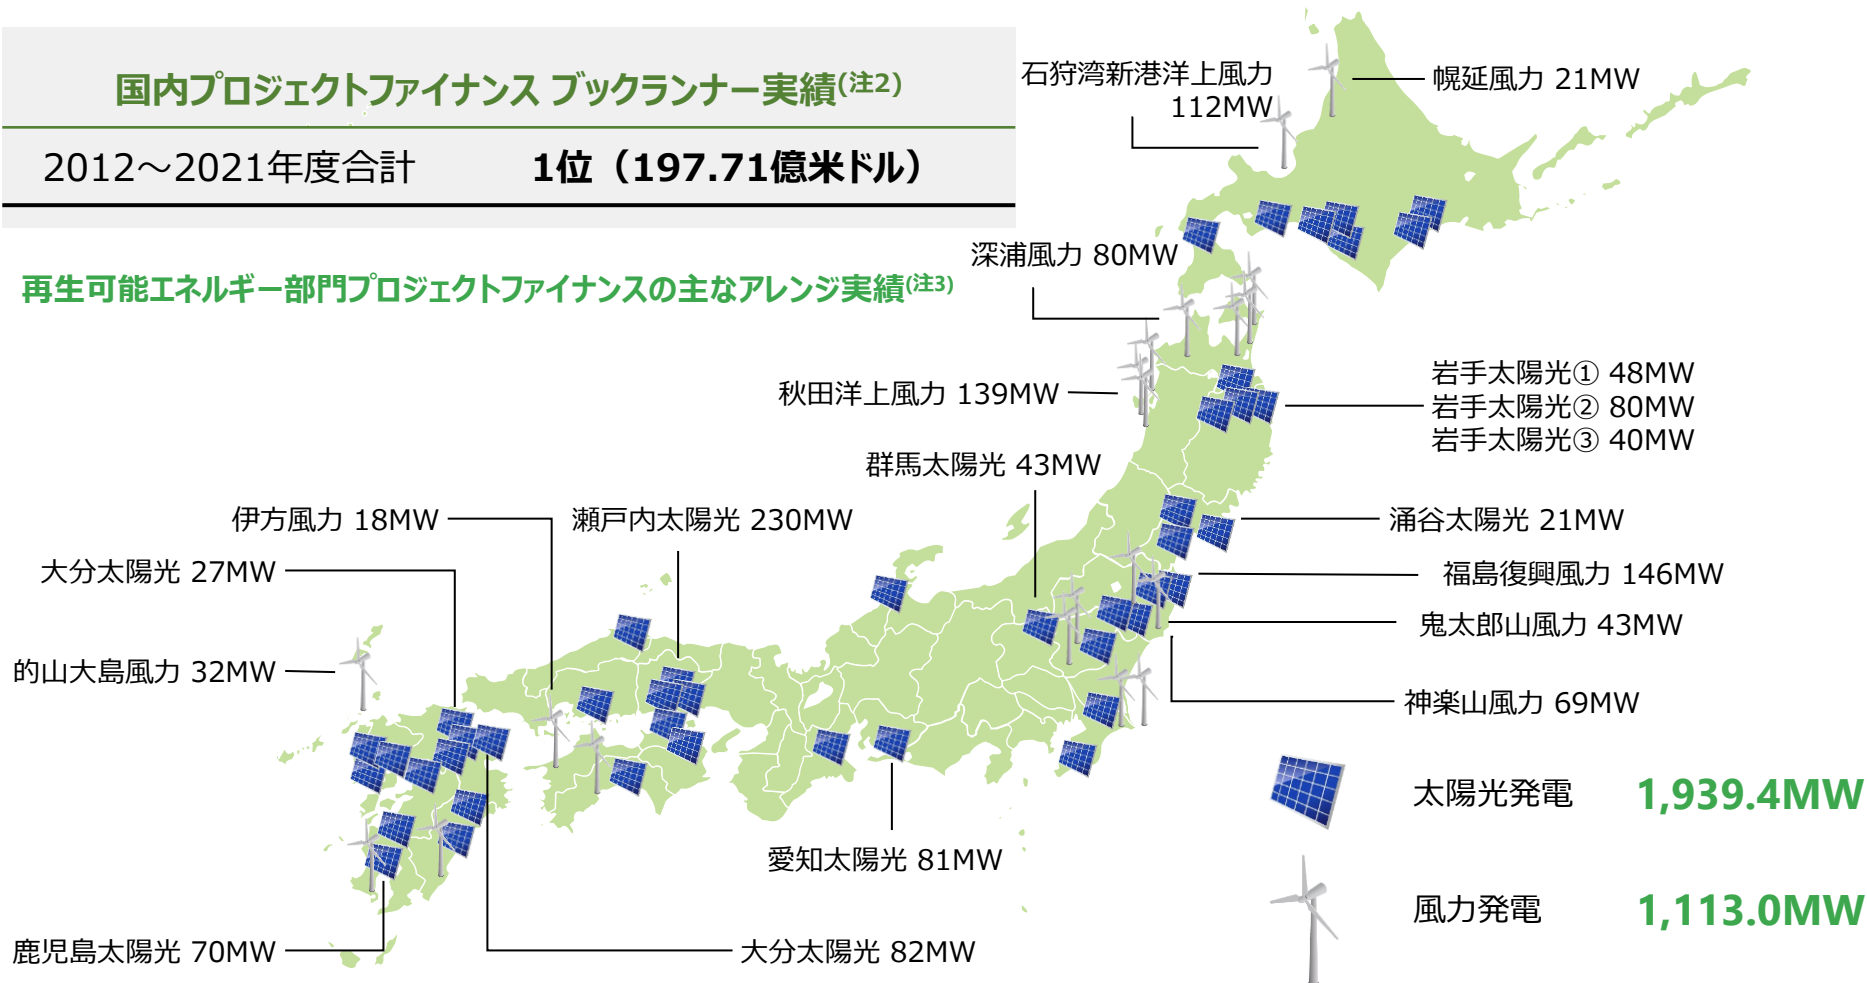 国内プロジェクトファイナンス ブックランナー実績(注2)
2012～2021年度合計 1位（197.71億米ドル）
再生可能エネルギー部門プロジェクトファイナンスの主なアレンジ実績(注3)
石狩湾新港洋上風力
112MW
幌延風力 21MW
深浦風力 80MW
秋田洋上風力 139MW
岩手太陽光① 48MW
岩手太陽光② 80MW
岩手太陽光③ 40MW
群馬太陽光 43MW
伊方風力 18MW
瀬戸内太陽光 230MW
涌谷太陽光 21MW
大分太陽光 27MW
福島復興風力 146MW
鬼太郎山風力 43MW
的山大島風力 32MW
神楽山風力 69MW
太陽光発電 1,939.4MW
愛知太陽光 81MW
風力発電 1,113.0MW
鹿児島太陽光 70MW
大分太陽光 82MW